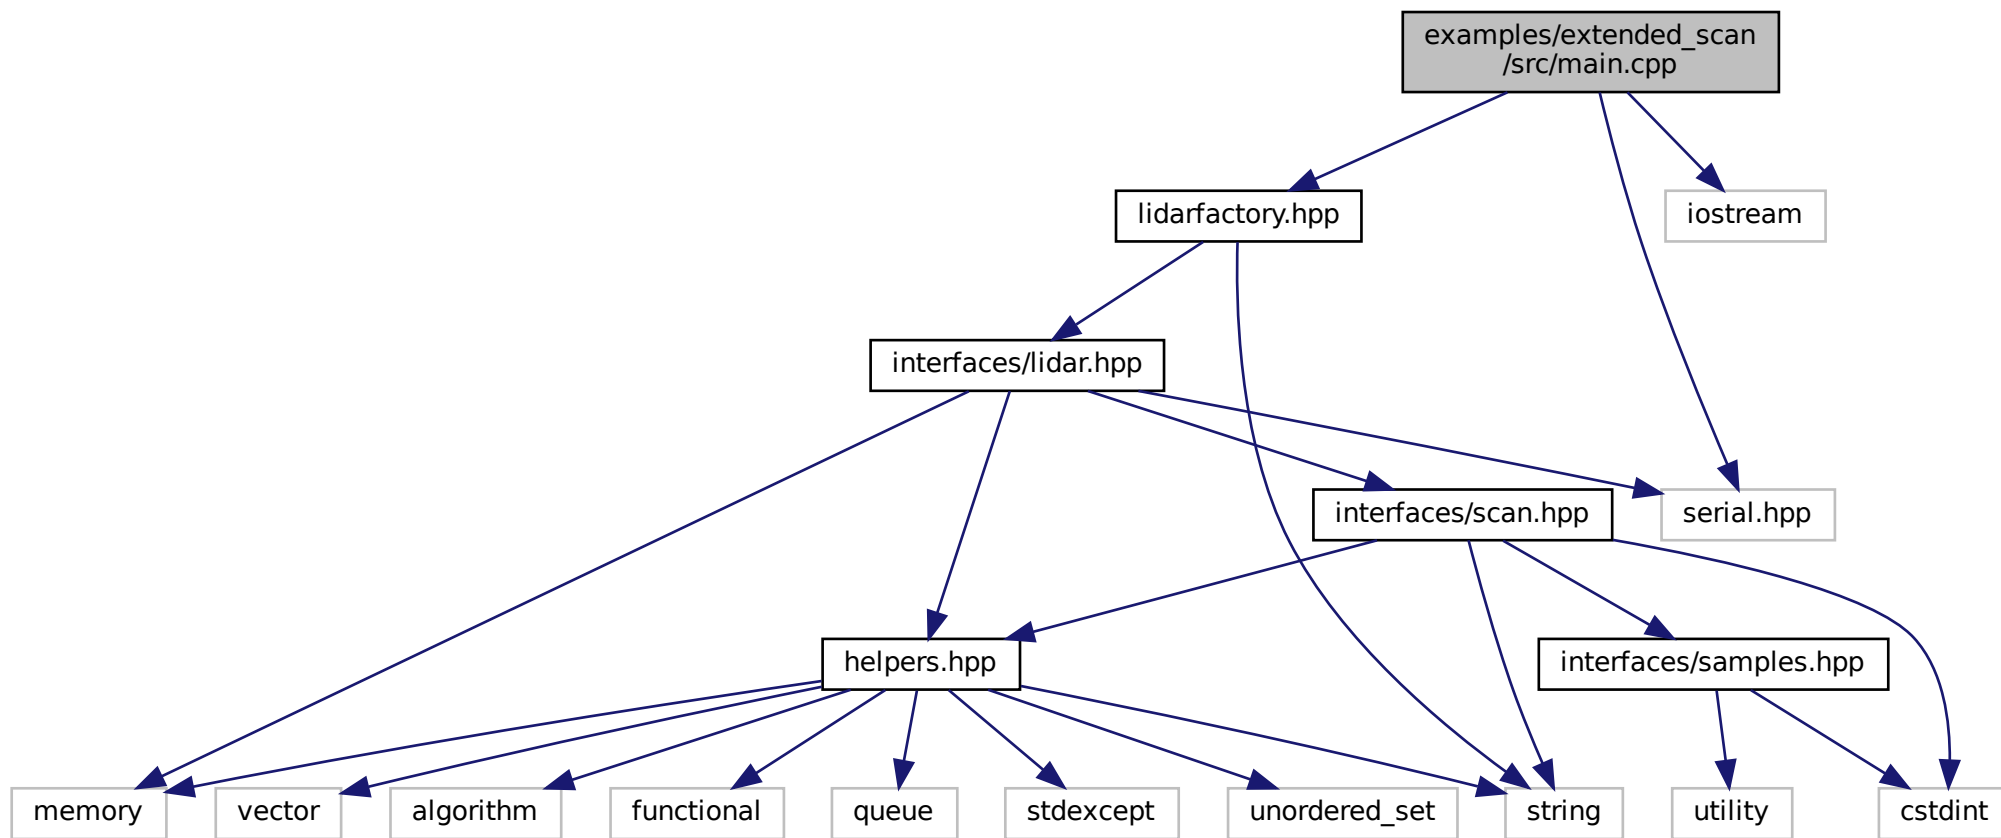 examples/extended_scan
/src/main.cpp
lidarfactory.hpp
iostream
interfaces/lidar.hpp
interfaces/scan.hpp
serial.hpp
helpers.hpp
interfaces/samples.hpp
memory
vector
algorithm
functional
queue
stdexcept
unordered_set
string
utility
cstdint